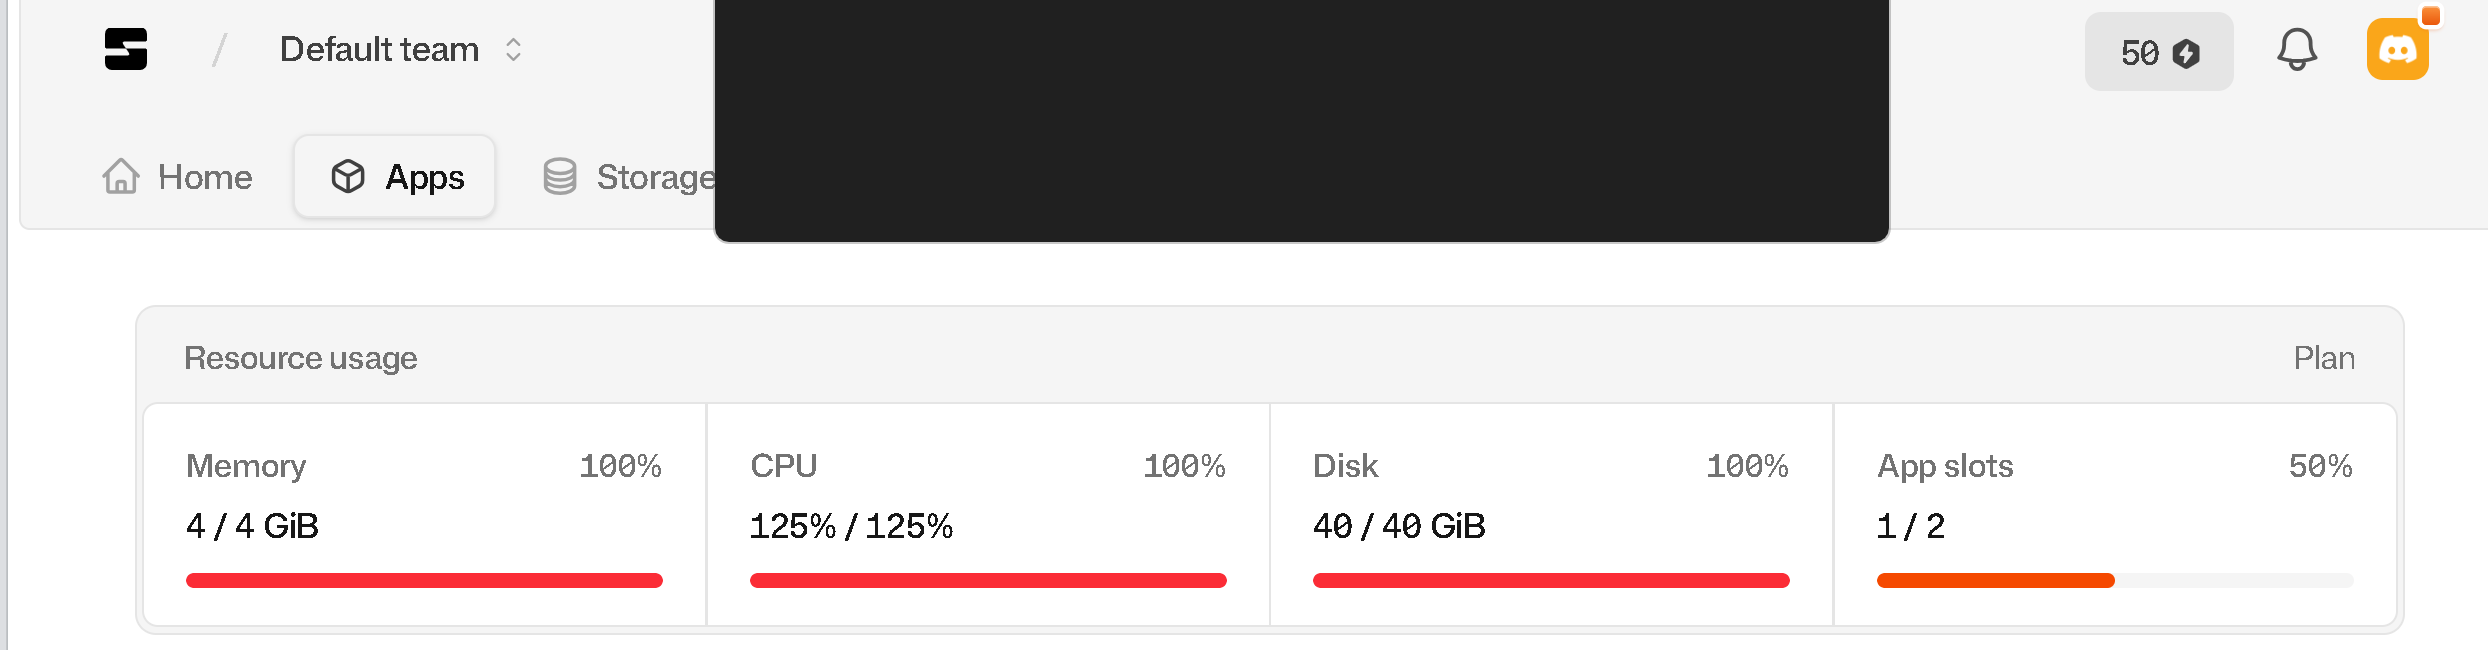 / Default team
50
Home Apps Storage
Resource usage Plan
Memory 100% CPU 100% Disk 100% App slots 50%
4 / 4 GiB 125% / 125% 40 / 40 GiB 1 / 2